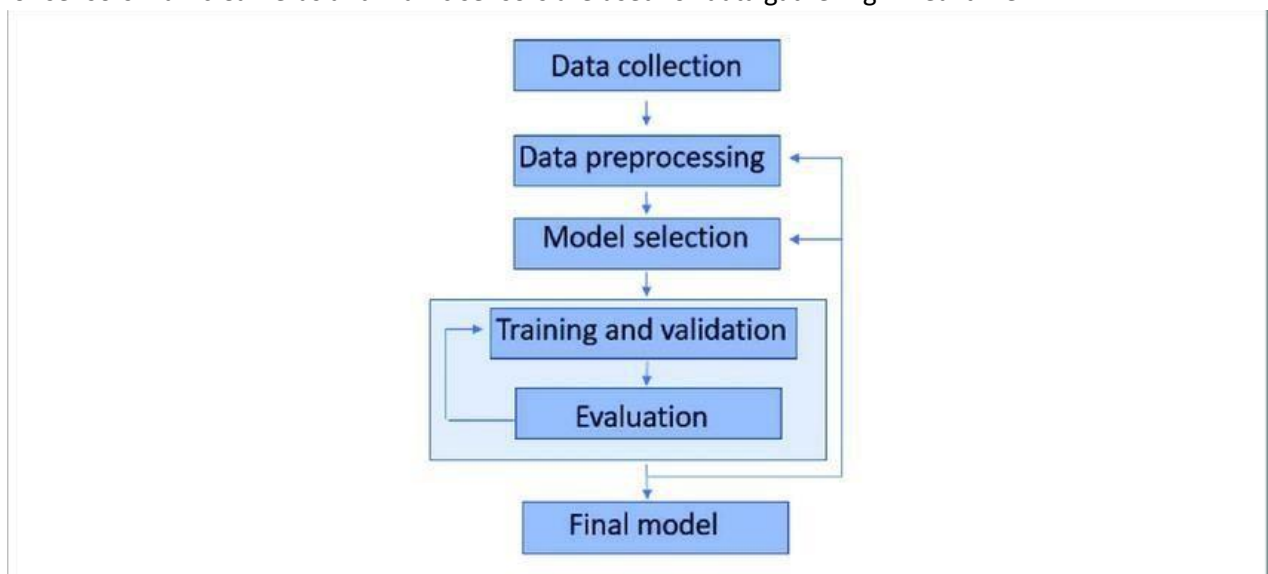 Data collection
Data preprocessing
Model selection
Training and validation
Evaluation
Final model